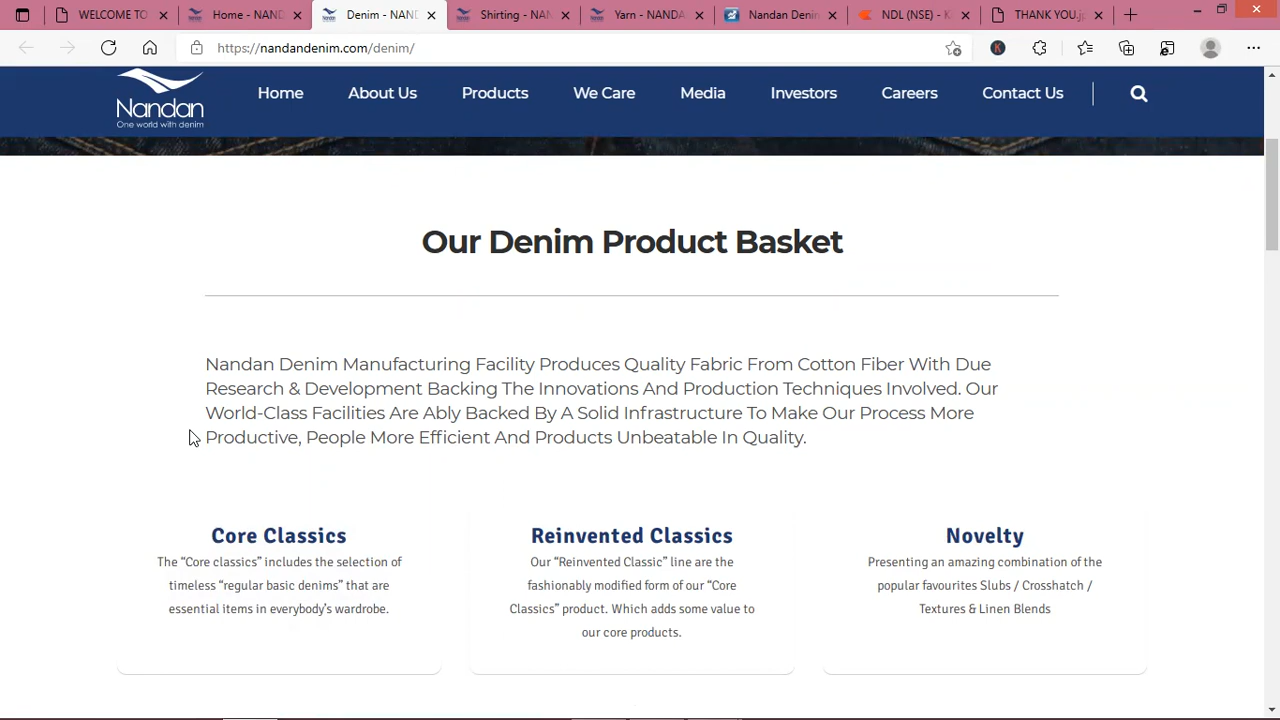 WELCOME TO
Home - NAND
Denim - NAND
Shirting - NAN
Yarn - NANDA
Nandan Denim
NDL (NSE) - K
THANK YOU.j
https://nandandenim.com/denim/
K
Nandan
One world with denim
Home
About Us
Products
We Care
Media
Investors
Careers
Contact Us
Our Denim Product Basket
Nandan Denim Manufacturing Facility Produces Quality Fabric From Cotton Fiber With Due
Research & Development Backing The Innovations And Production Techniques Involved. Our
World-Class Facilities Are Ably Backed By A Solid Infrastructure To Make Our Process More
Productive, People More Efficient And Products Unbeatable In Quality.
Core Classics
The “Core classics” includes the selection of
timeless “regular basic denims” that are
essential items in everybody’s wardrobe.
Reinvented Classics
Our “Reinvented Classic” line are the
fashionably modified form of our “Core
Classics” product. Which adds some value to
our core products.
Novelty
Presenting an amazing combination of the
popular favourites Slubs / Crosshatch /
Textures & Linen Blends